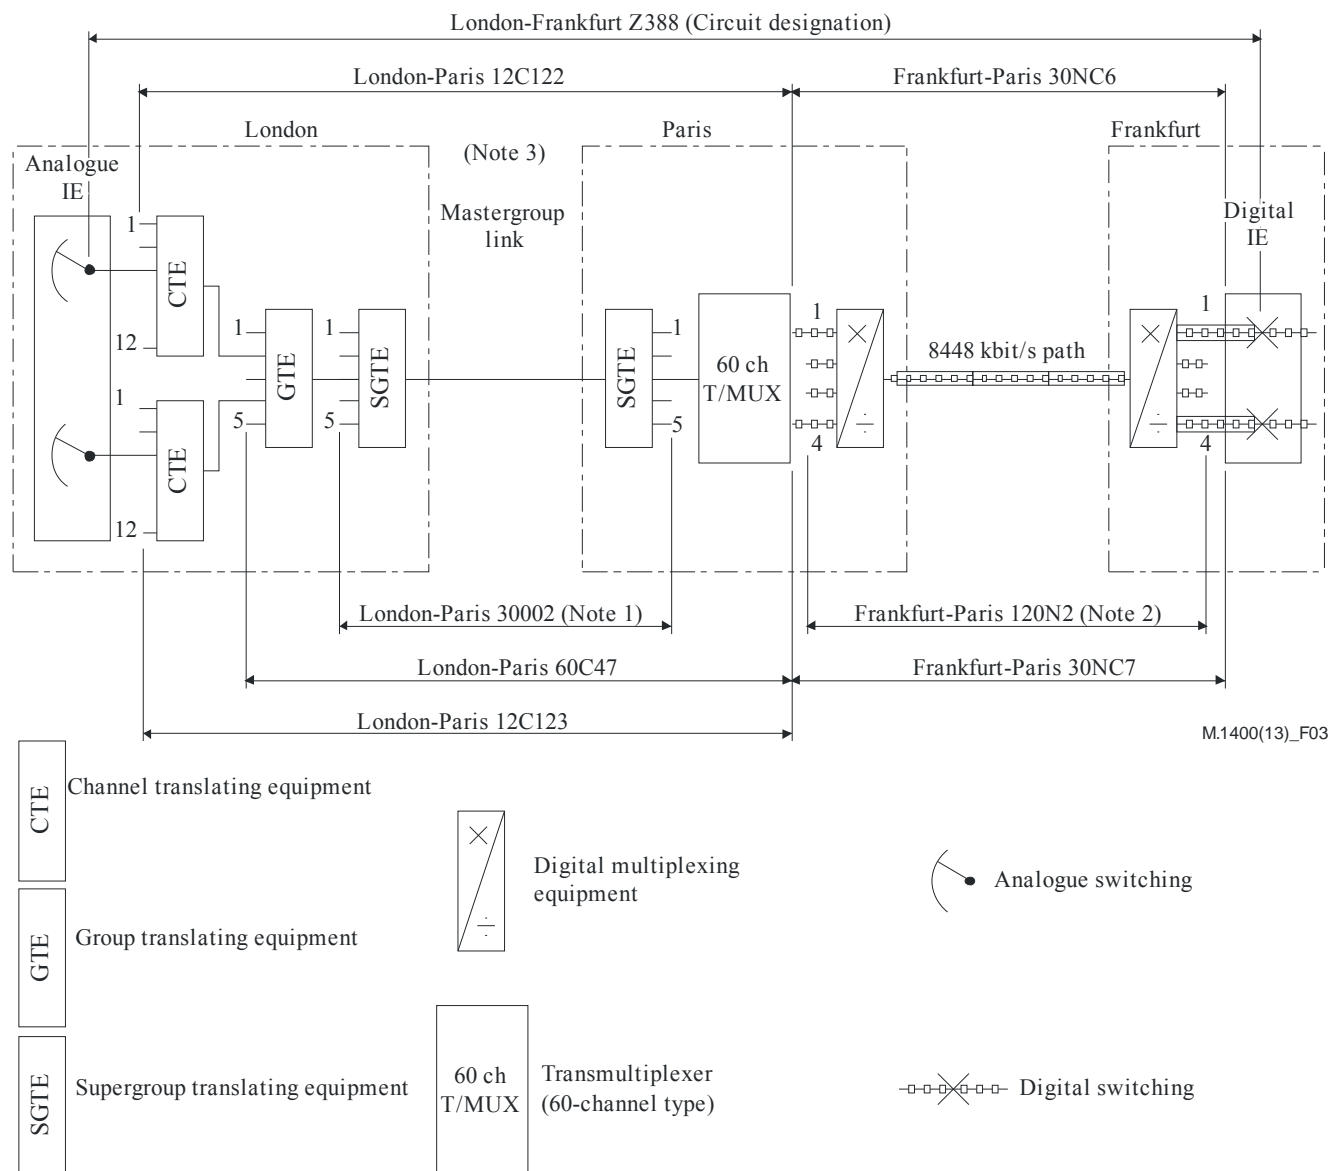 London-Frankfurt Z388 (Circuit designation)
London-Paris 12C122
Frankfurt-Paris 30NC6
London
Paris
Frankfurt
(Note 3)
Analogue
IE
Mastergroup
link
Digital
IE
1
CTE
12
1
CTE
12
1
GTE
5
1
SGTE
5
SGTE
1
5
60 ch
T/MUX
1
×
÷
4
8448 kbit/s path
×
÷
1
4
London-Paris 30002 (Note 1)
Frankfurt-Paris 120N2 (Note 2)
London-Paris 60C47
Frankfurt-Paris 30NC7
London-Paris 12C123
M.1400(13)_F03
CTE
Channel translating equipment
GTE
Group translating equipment
SGTE
Supergroup translating equipment
×
÷
Digital multiplexing
equipment
60 ch
T/MUX
Transmultiplexer
(60-channel type)
Analogue switching
Digital switching